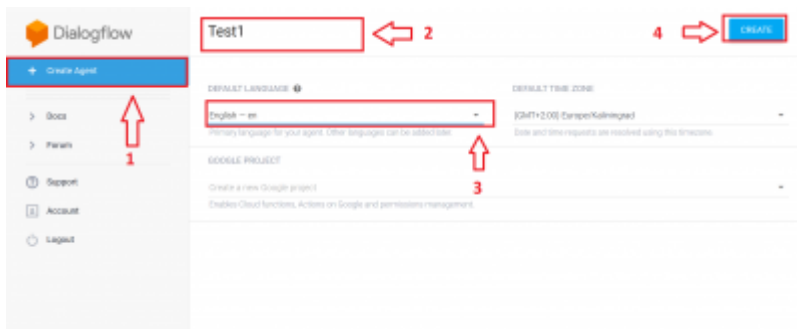 Dialogflow
Test1
2
4
CREATE
+ Create Agent
DEFAULT LANGUAGE
DEFAULT TIME ZONE
English — en
(GMT+2:00) Europe/Kaliningrad
Primary language for your agent. Other languages can be added later.
Date and time requests are resolved using this timezone.
> Docs
> Forum
1
3
GOOGLE PROJECT
Create a new Google project
Enables Cloud functions, Actions on Google and permissions management.
Support
Account
Logout